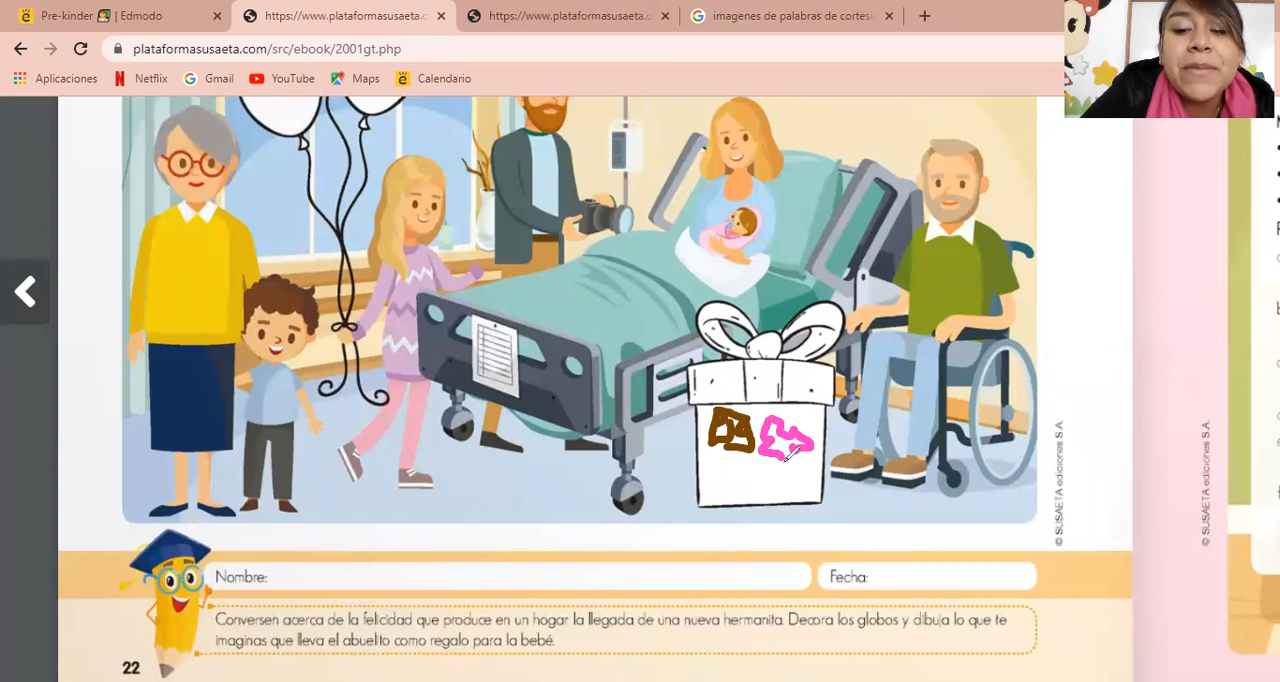 Pre-kinder | Edmodo
https://www.plataformasusaeta.c
https://www.plataformasusaeta.c
imagenes de palabras de cortesia
plataformasusaeta.com/src/ebook/2001gt.php
Aplicaciones
Netflix
Gmail
YouTube
Maps
Calendario
© SUSAETA ediciones S.A.
© SUSAETA ediciones S.A.
Nombre:
Fecha:
Conversen acerca de la felicidad que produce en un hogar la llegada de una nueva hermanita. Decora los globos y dibuja lo que te
imaginas que lleva el abuelito como regalo para la bebé.
22